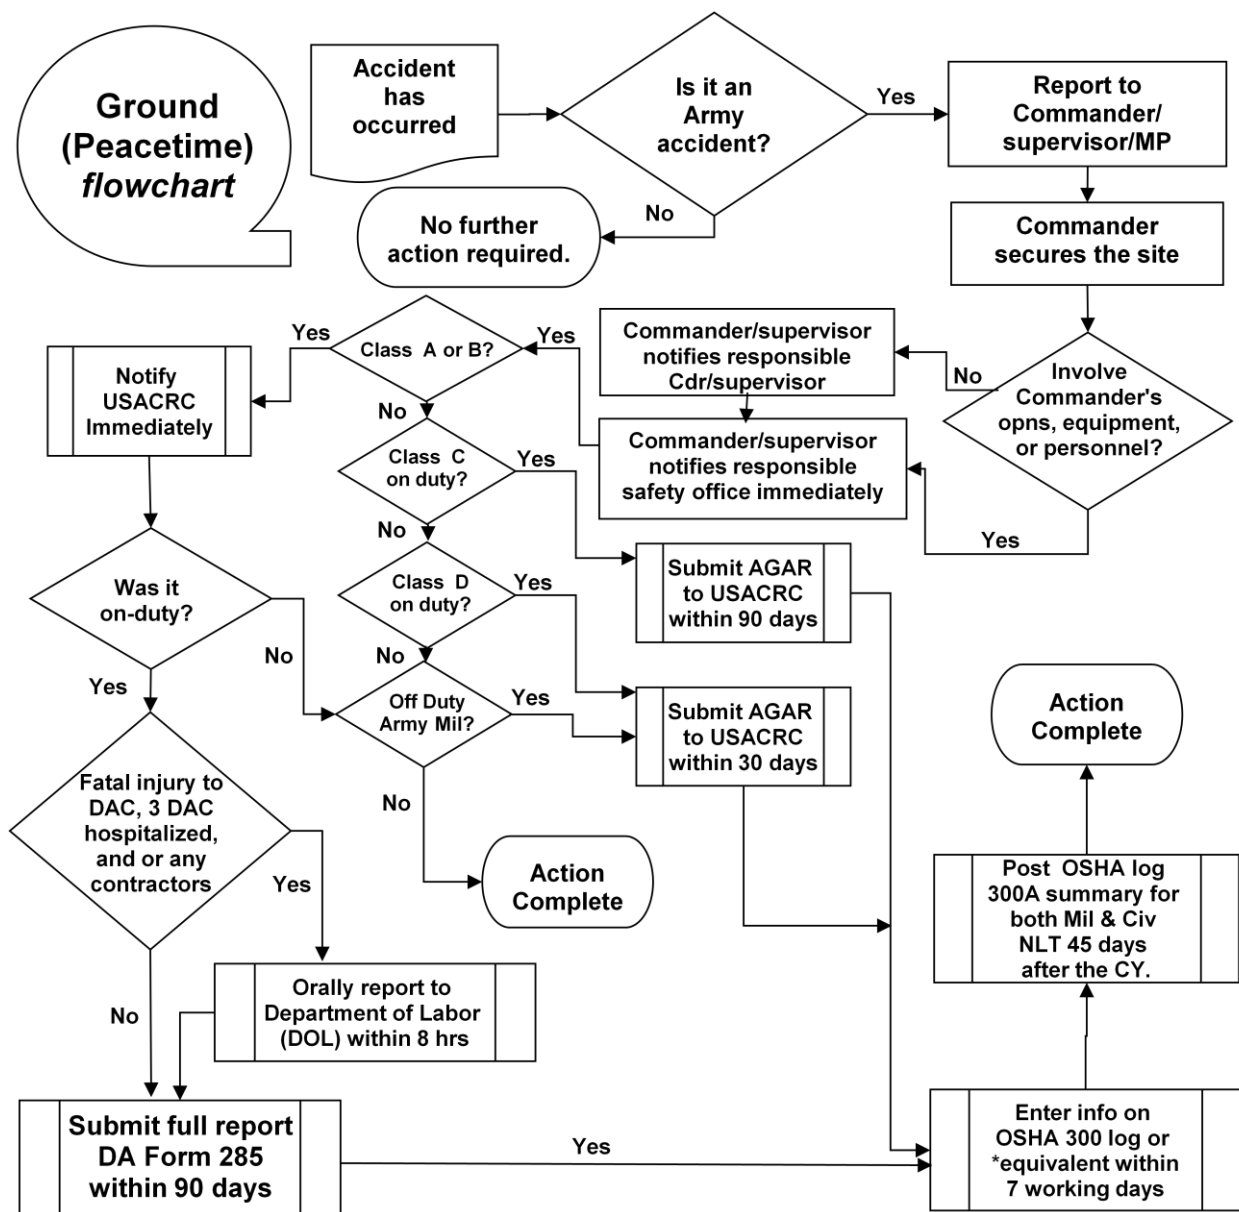 Ground
(Peacetime)
flowchart
Accident
has
occurred
Is it an
Army
accident?
Yes
Report to
Commander/
supervisor/MP
No
No further
action required.
Commander
secures the site
Yes
Class A or B?
Yes
Commander/supervisor
notifies responsible
Cdr/supervisor
No
Involve
Commander's
opns, equipment,
or personnel?
Notify
USACRC
Immediately
No
Class C
on duty?
Yes
Commander/supervisor
notifies responsible
safety office immediately
Yes
No
Was it
on-duty?
Class D
on duty?
Yes
Submit AGAR
to USACRC
within 90 days
No
No
Yes
Off Duty
Army Mil?
Yes
Submit AGAR
to USACRC
within 30 days
Action
Complete
Fatal injury to
DAC, 3 DAC
hospitalized,
and or any
contractors
Yes
No
Action
Complete
Post OSHA log
300A summary for
both Mil & Civ
NLT 45 days
after the CY.
No
Orally report to
Department of Labor
(DOL) within 8 hrs
Submit full report
DA Form 285
within 90 days
Yes
Enter info on
OSHA 300 log or
*equivalent within
7 working days